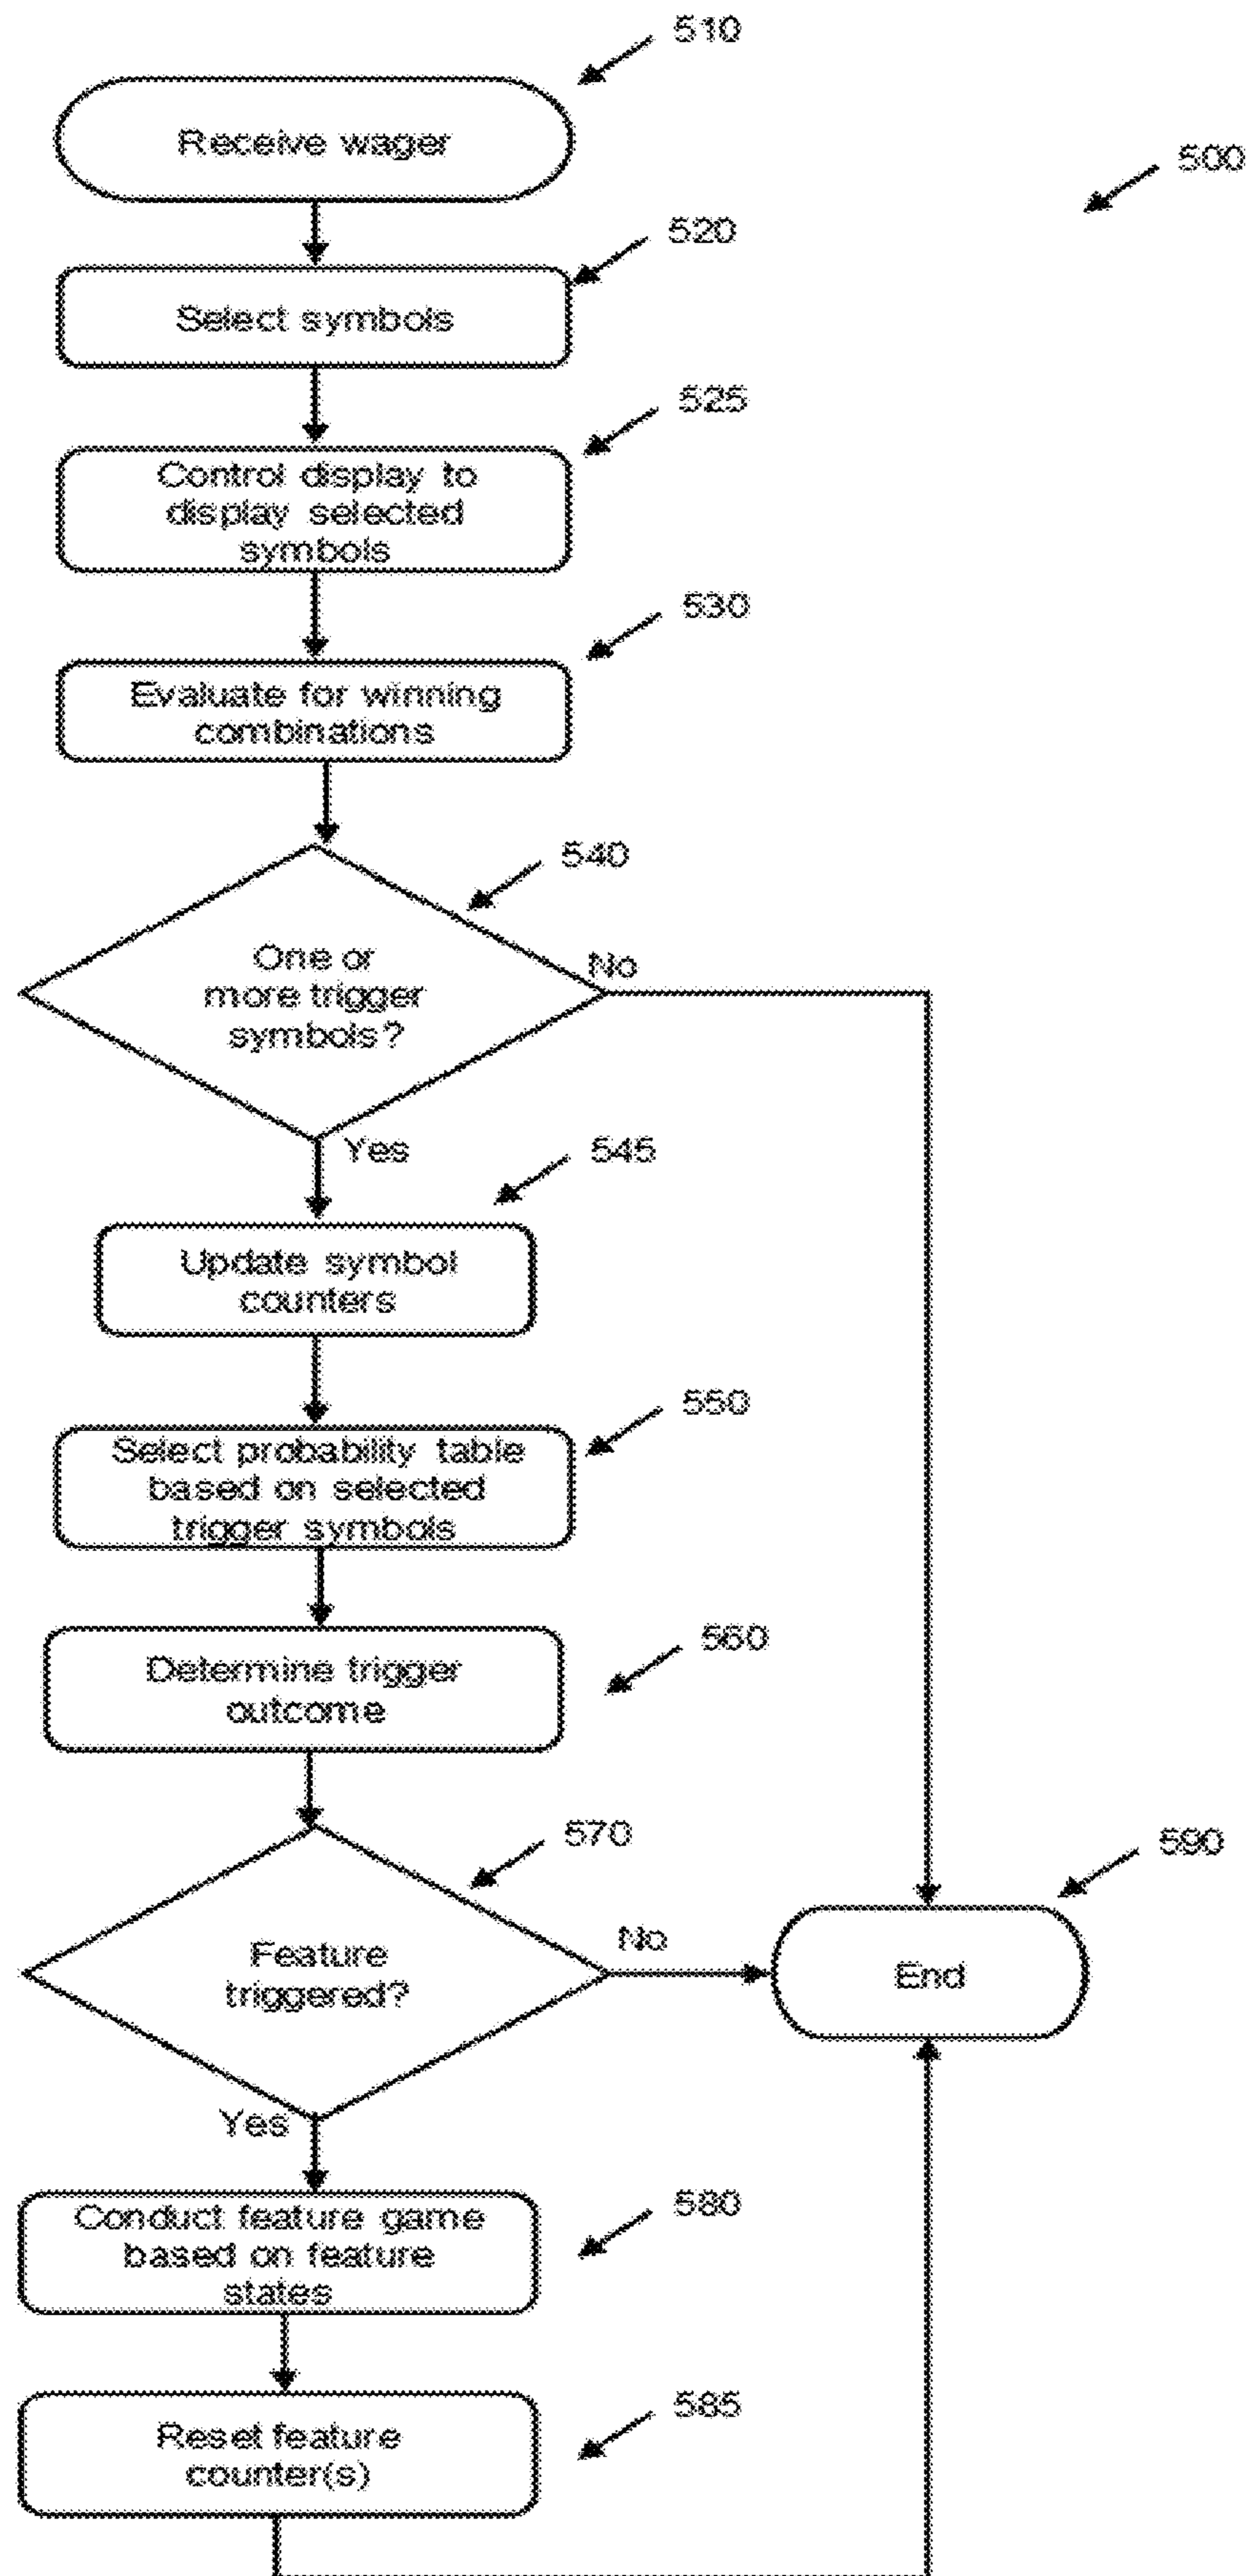 510
Receive wager
500
520
Select symbols
525
Control display to
display selected
symbols
530
Evaluate for winning
combinations
540
One or
more trigger
symbols?
No
Yes
545
Update symbol
counters
550
Select probability table
based on selected
trigger symbols
560
Determine trigger
outcome
570
Feature
triggered?
No
590
End
Yes
580
Conduct feature game
based on feature
states
585
Reset feature
counter(s)